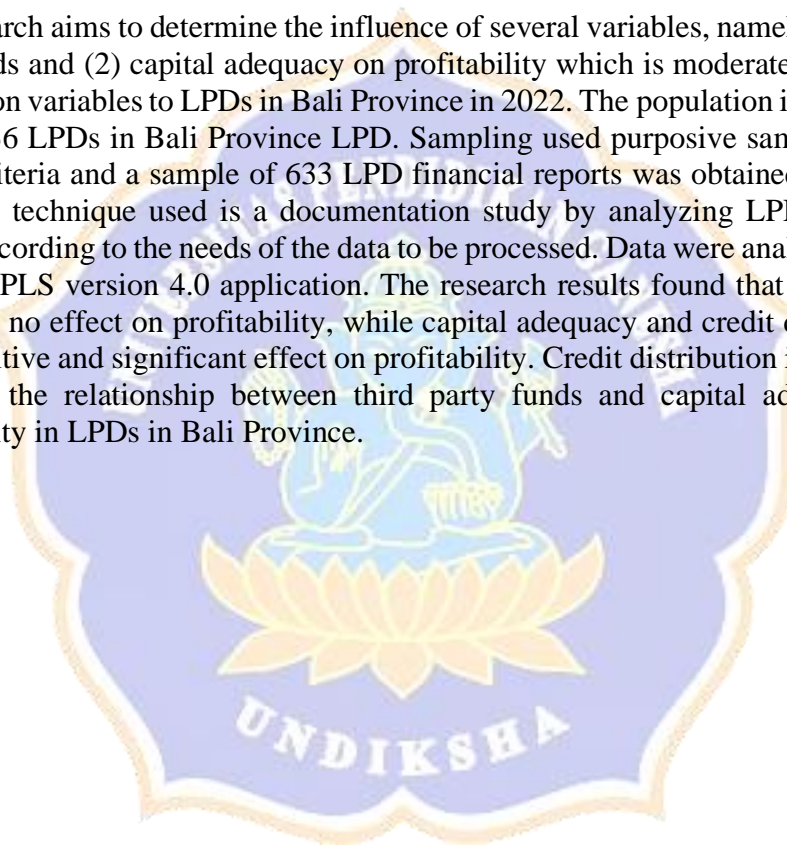 arch aims to determine the influence of several variables, namel
ds and (2) capital adequacy on profitability which is moderate
on variables to LPDs in Bali Province in 2022. The population i
6 LPDs in Bali Province LPD. Sampling used purposive sam
iteria and a sample of 633 LPD financial reports was obtained
technique used is a documentation study by analyzing LP
cording to the needs of the data to be processed. Data were anal
PLS version 4.0 application. The research results found that
no effect on profitability, while capital adequacy and credit
itive and significant effect on profitability. Credit distribution i
the relationship between third party funds and capital ad
ity in LPDs in Bali Province.
UNDIKSHA